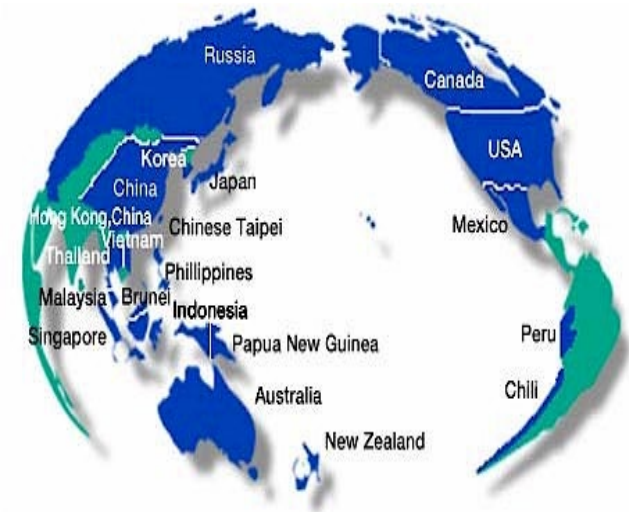 Russia
Canada
Korea
USA
China
Japan
Hong Kong,China
Chinese Taipei
Mexico
Vietnam
Thailand
Phillippines
Malaysia
Brunei
Indonesia
Singapore
Peru
Papua New Guinea
Chili
Australia
New Zealand